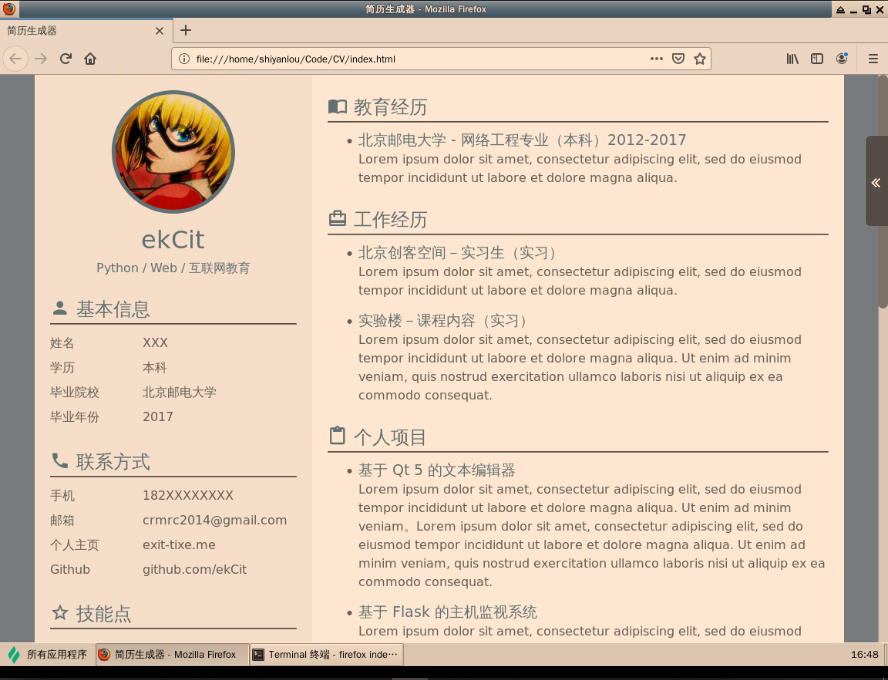 简历生成器 - Mozilla Firefox
简历生成器
file:///home/shiyanlou/Code/CV/index.html
ekCit
Python / Web / 互联网教育
基本信息
姓名 XXX
学历 本科
毕业院校 北京邮电大学
毕业年份 2017
联系方式
手机 182XXXXXXXX
邮箱 crmrc2014@gmail.com
个人主页 exit-tixe.me
Github github.com/ekCit
技能点
教育经历
• 北京邮电大学 - 网络工程专业（本科）2012-2017
Lorem ipsum dolor sit amet, consectetur adipiscing elit, sed do eiusmod
tempor incididunt ut labore et dolore magna aliqua.
工作经历
• 北京创客空间 – 实习生（实习）
Lorem ipsum dolor sit amet, consectetur adipiscing elit, sed do eiusmod
tempor incididunt ut labore et dolore magna aliqua.
• 实验楼 – 课程内容（实习）
Lorem ipsum dolor sit amet, consectetur adipiscing elit, sed do eiusmod
tempor incididunt ut labore et dolore magna aliqua. Ut enim ad minim
veniam, quis nostrud exercitation ullamco laboris nisi ut aliquip ex ea
commodo consequat.
个人项目
• 基于 Qt 5 的文本编辑器
Lorem ipsum dolor sit amet, consectetur adipiscing elit, sed do eiusmod
tempor incididunt ut labore et dolore magna aliqua. Ut enim ad minim
veniam。Lorem ipsum dolor sit amet, consectetur adipiscing elit, sed do
eiusmod tempor incididunt ut labore et dolore magna aliqua. Ut enim ad
minim veniam, quis nostrud exercitation ullamco laboris nisi ut aliquip ex ea
commodo consequat.
• 基于 Flask 的主机监视系统
Lorem ipsum dolor sit amet, consectetur adipiscing elit, sed do eiusmod
所有应用程序
简历生成器 - Mozilla Firefox
Terminal 终端 - firefox inde…
16:48